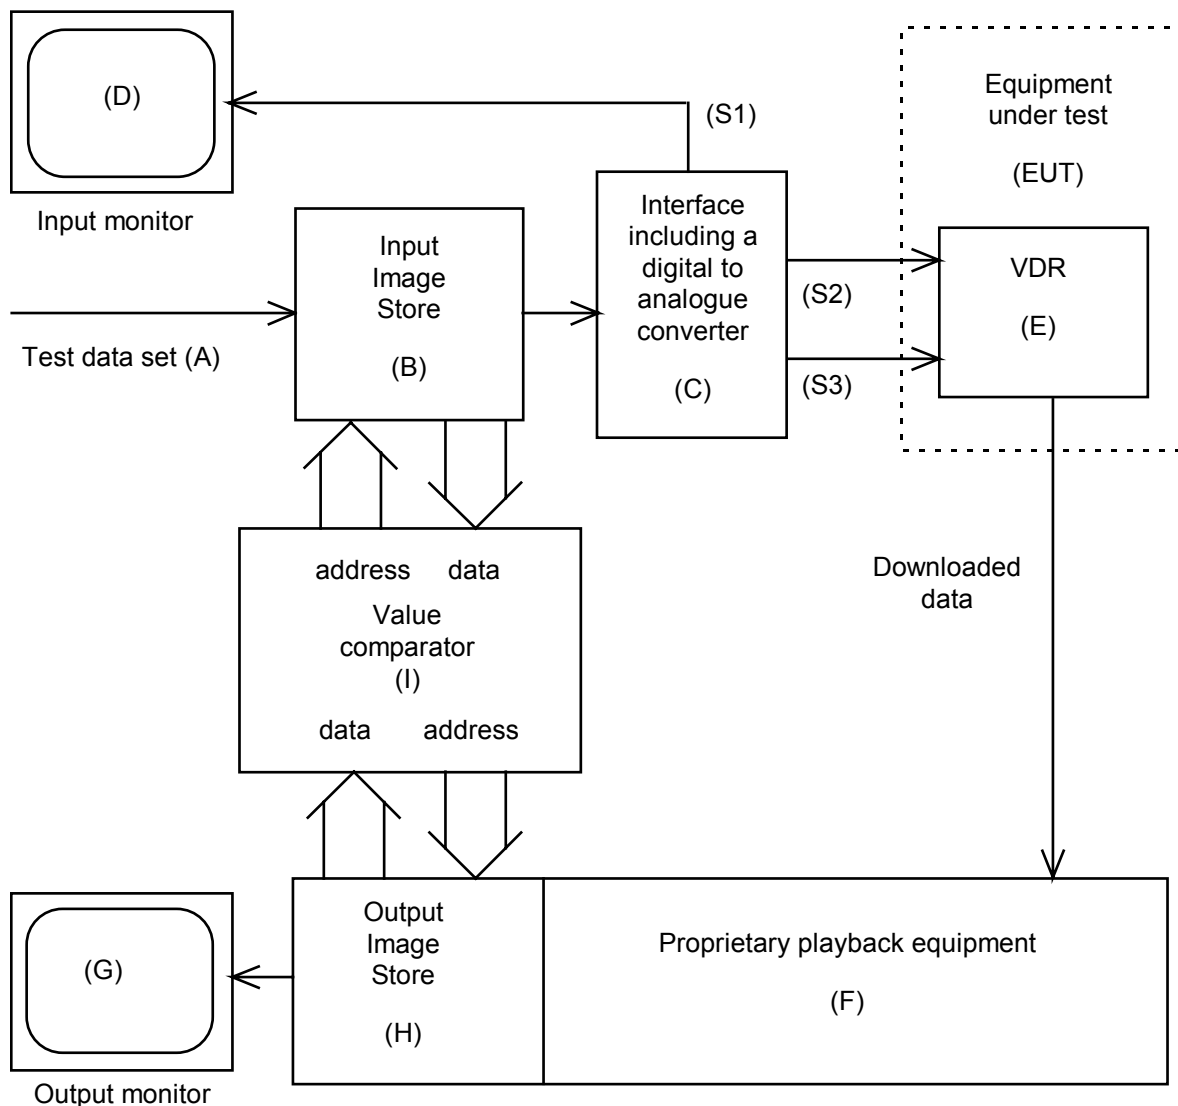 (D)
Input monitor
(S1)
Equipment
under test
(EUT)
Interface
including a
digital to
analogue
converter
(C)
Input
Image
Store
(B)
Test data set (A)
(S2)
(S3)
VDR
(E)
address data
Value
comparator
(I)
data address
Downloaded
data
Output
Image
Store
(H)
Proprietary playback equipment
(F)
(G)
Output monitor